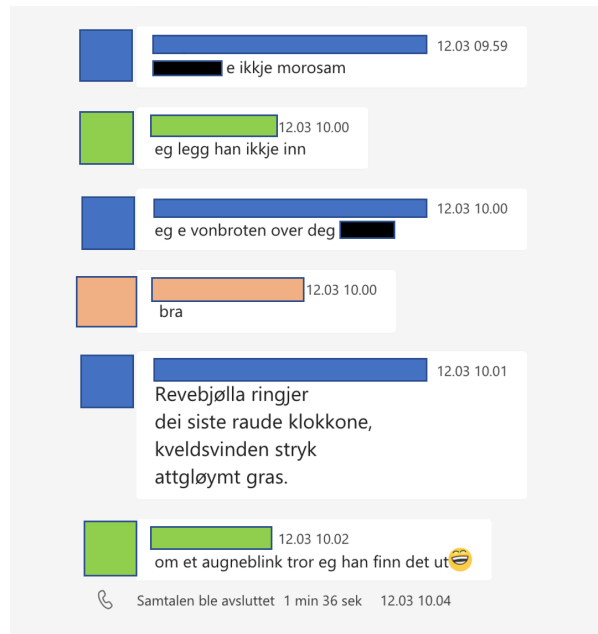 12.03 09.59
e ikkje morosam
12.03 10.00
eg legg han ikkje inn
12.03 10.00
eg e vonbroten over deg
12.03 10.00
bra
12.03 10.01
Revebjølla ringjer
dei siste raude klokkone,
kveldsvinden stryk
attgløymt gras.
12.03 10.02
om et augneblink tror eg han finn det ut😄
Samtalen ble avsluttet 1 min 36 sek 12.03 10.04